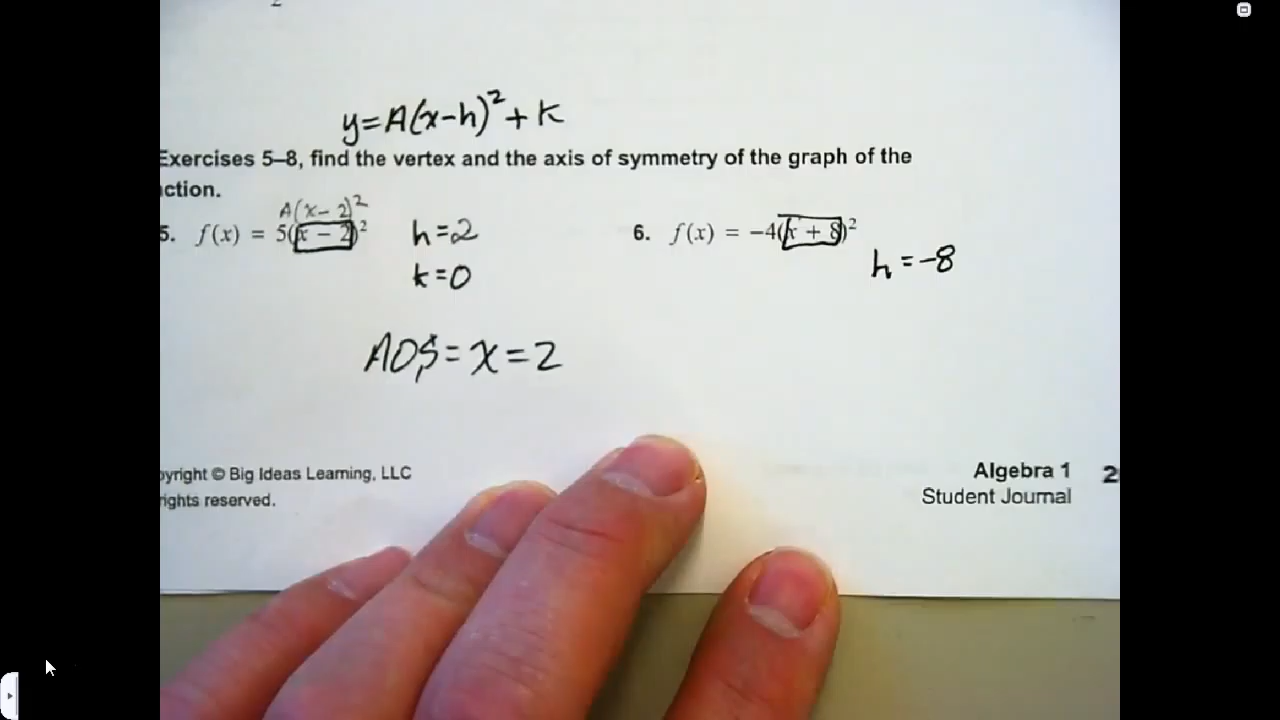 y=A(x-h)²+k
Exercises 5–8, find the vertex and the axis of symmetry of the graph of the
ction.
A(x-2)²
5. f(x) = 5(x − 2)²
h=2
k=0
6. f(x) = −4(x + 8)²
h=-8
AOS=x=2
pyright © Big Ideas Learning, LLC
rights reserved.
Algebra 1
Student Journal
2